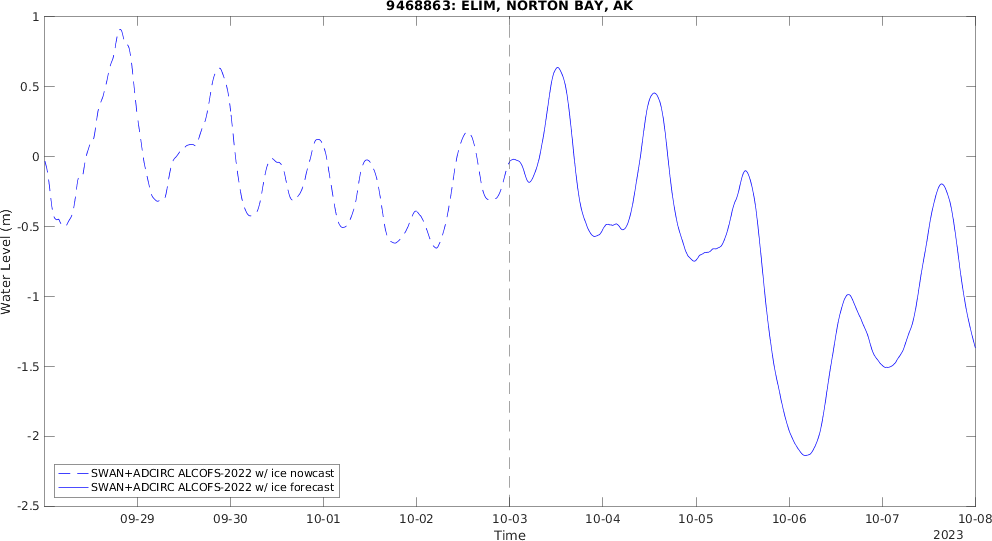 9468863: ELIM, NORTON BAY, AK
Water Level (m)
1
0.5
0
-0.5
-1
-1.5
-2
-2.5
SWAN+ADCIRC ALCOFS-2022 w/ ice nowcast
SWAN+ADCIRC ALCOFS-2022 w/ ice forecast
09-29 09-30 10-01 10-02 10-03 10-04 10-05 10-06 10-07 10-08
Time
2023